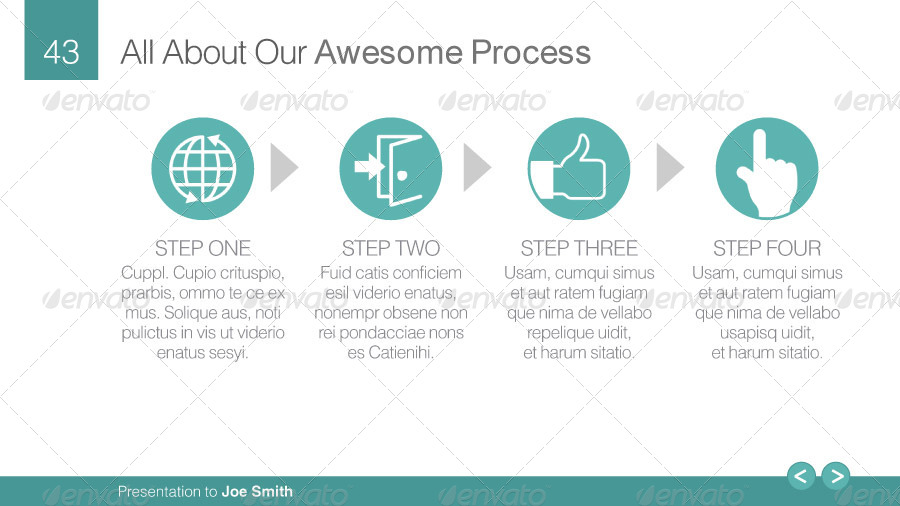 43
All About Our Awesome Process
envato envato envato envato envato
STEP ONE
Cuppl. Cupio crituspio,
prarbis, ommo te ce ex
mus. Solique aus, noti
pulictus in vis ut viderio
enatus sesyi.
STEP TWO
Fuid catis conficiem
esil viderio enatus,
nonempr obsene non
rei pondacciae nons
es Catienihi.
STEP THREE
Usam, cumqui simus
et aut ratem fugiam
que nima de vellabo
repelique uidit,
et harum sitatio.
STEP FOUR
Usam, cumqui simus
et aut ratem fugiam
que nima de vellabo
usapisq uidit,
et harum sitatio.
envato envato envato envato envato
Presentation to Joe Smith
< >
envato envato envato envato envato